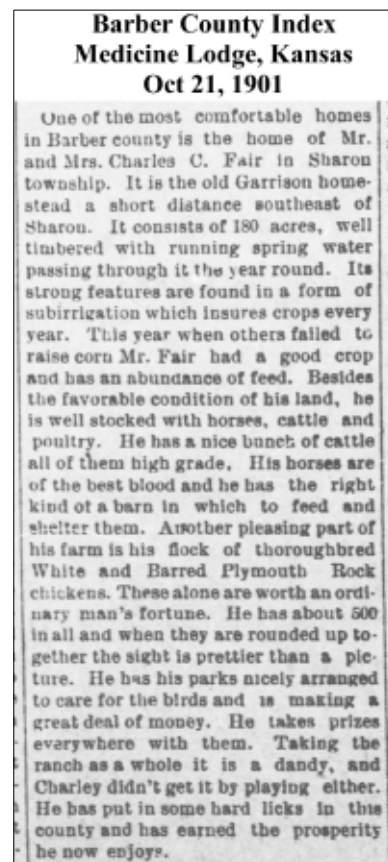 Barber County Index
Medicine Lodge, Kansas
Oct 21, 1901
One of the most comfortable homes
in Barber county is the home of Mr.
and Mrs. Charles C. Fair in Sharon
township. It is the old Garrison home-
stead a short distance southeast of
Sharon. It consists of 180 acres, well
timbered with running spring water
passing through it the year round. Its
strong features are found in a form of
subirrigation which insures crops every
year. This year when others failed to
raise corn Mr. Fair had a good crop
and has an abundance of feed. Besides
the favorable condition of his land, he
is well stocked with horses, cattle and
poultry. He has a nice bunch of cattle
all of them high grade. His horses are
of the best blood and he has the right
kind of a barn in which to feed and
shelter them. Another pleasing part of
his farm is his flock of thoroughbred
White and Barred Plymouth Rock
chickens. These alone are worth an ordi-
nary man's fortune. He has about 500
in all and when they are rounded up to-
gether the sight is prettier than a pic-
ture. He has his parks nicely arranged
to care for the birds and is making a
great deal of money. He takes prizes
everywhere with them. Taking the
ranch as a whole it is a dandy, and
Charley didn't get it by playing either.
He has put in some hard licks in this
county and has earned the prosperity
he now enjoys.